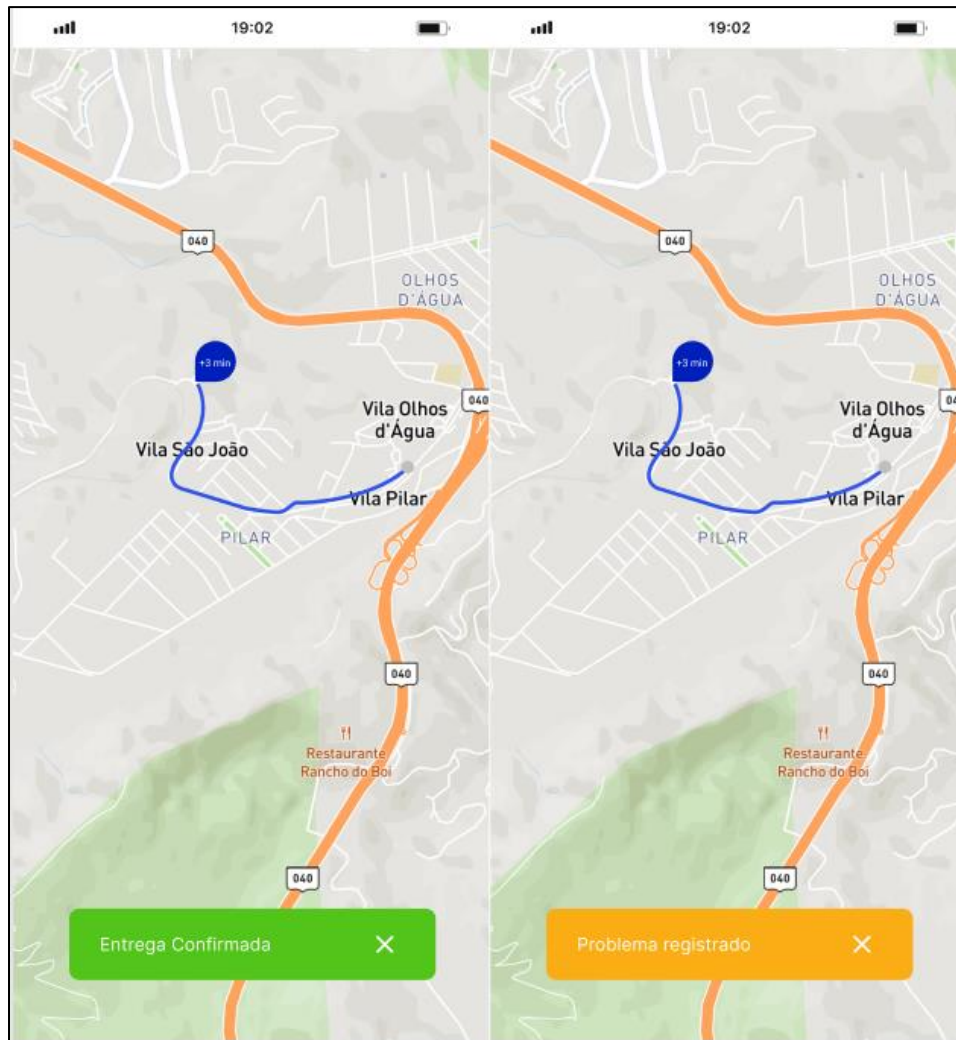 19:02
040
OLHOS
D'ÁGUA
+3 min
040
Vila Olhos
d'Água
Vila São João
Vila Pilar
PILAR
040
Restaurante
Rancho do Boi
040
Entrega Confirmada
19:02
040
OLHOS
D'ÁGUA
+3 min
04
Vila Olhos
d'Água
Vila São João
Vila Pilar
PILAR
040
Restaurante
Rancho do Boi
040
Problema registrado